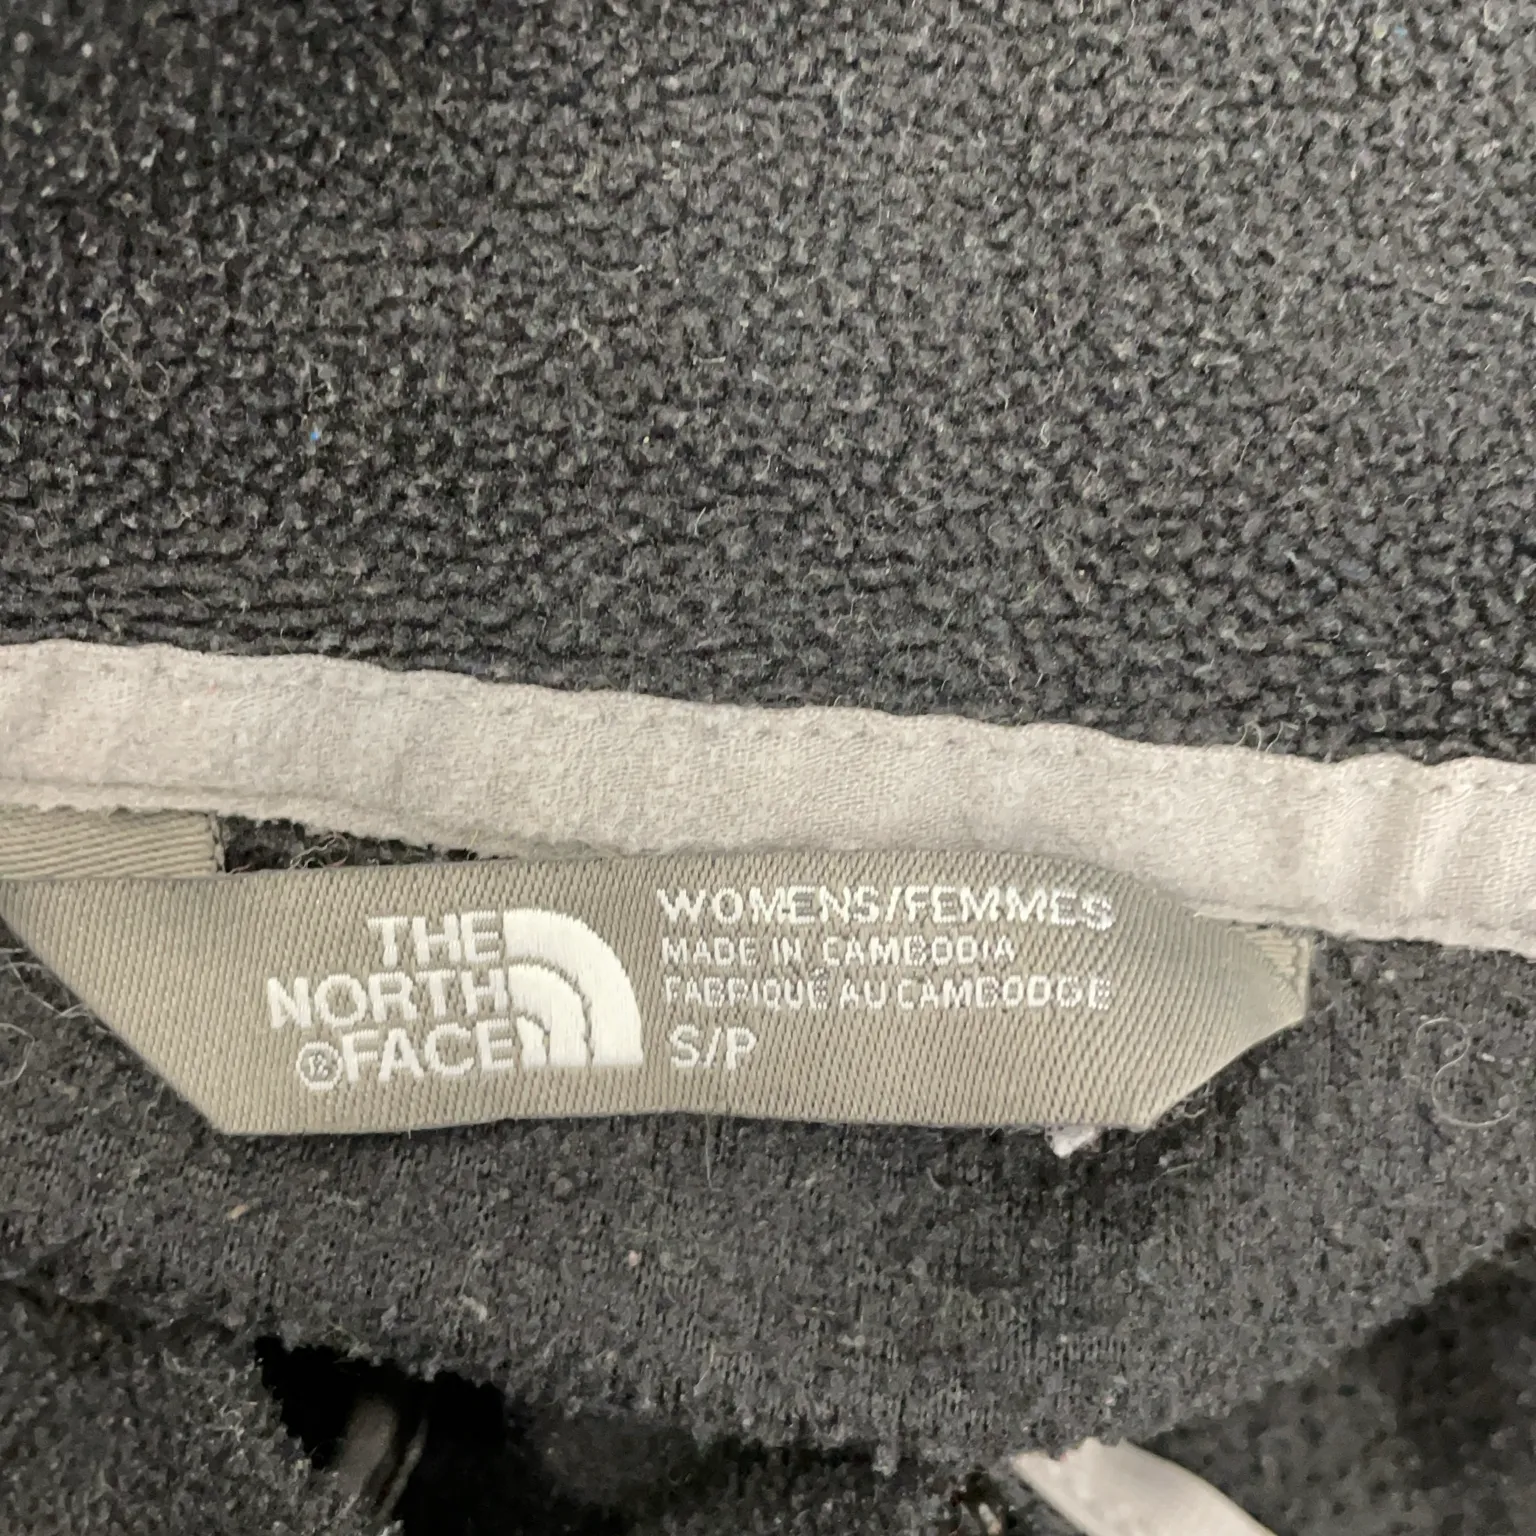 THE
NORTH
®FACE
WOMENS/FEMMES
MADE IN CAMBODIA
FABRIQUÉ AU CAMBODGE
S/P